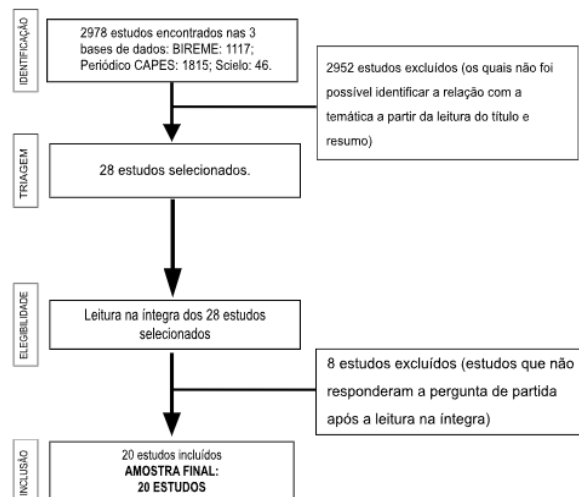 IDENTIFICAÇÃO
2978 estudos encontrados nas 3
bases de dados: BIREME: 1117;
Periódico CAPES: 1815; Scielo: 46.
2952 estudos excluídos (os quais não foi
possível identificar a relação com a
temática a partir da leitura do título e
resumo)
TRIAGEM
28 estudos selecionados.
ELEGIBILIDADE
Leitura na íntegra dos 28 estudos
selecionados
8 estudos excluídos (estudos que não
responderam a pergunta de partida
após a leitura na íntegra)
INCLUSÃO
20 estudos incluídos
AMOSTRA FINAL:
20 ESTUDOS